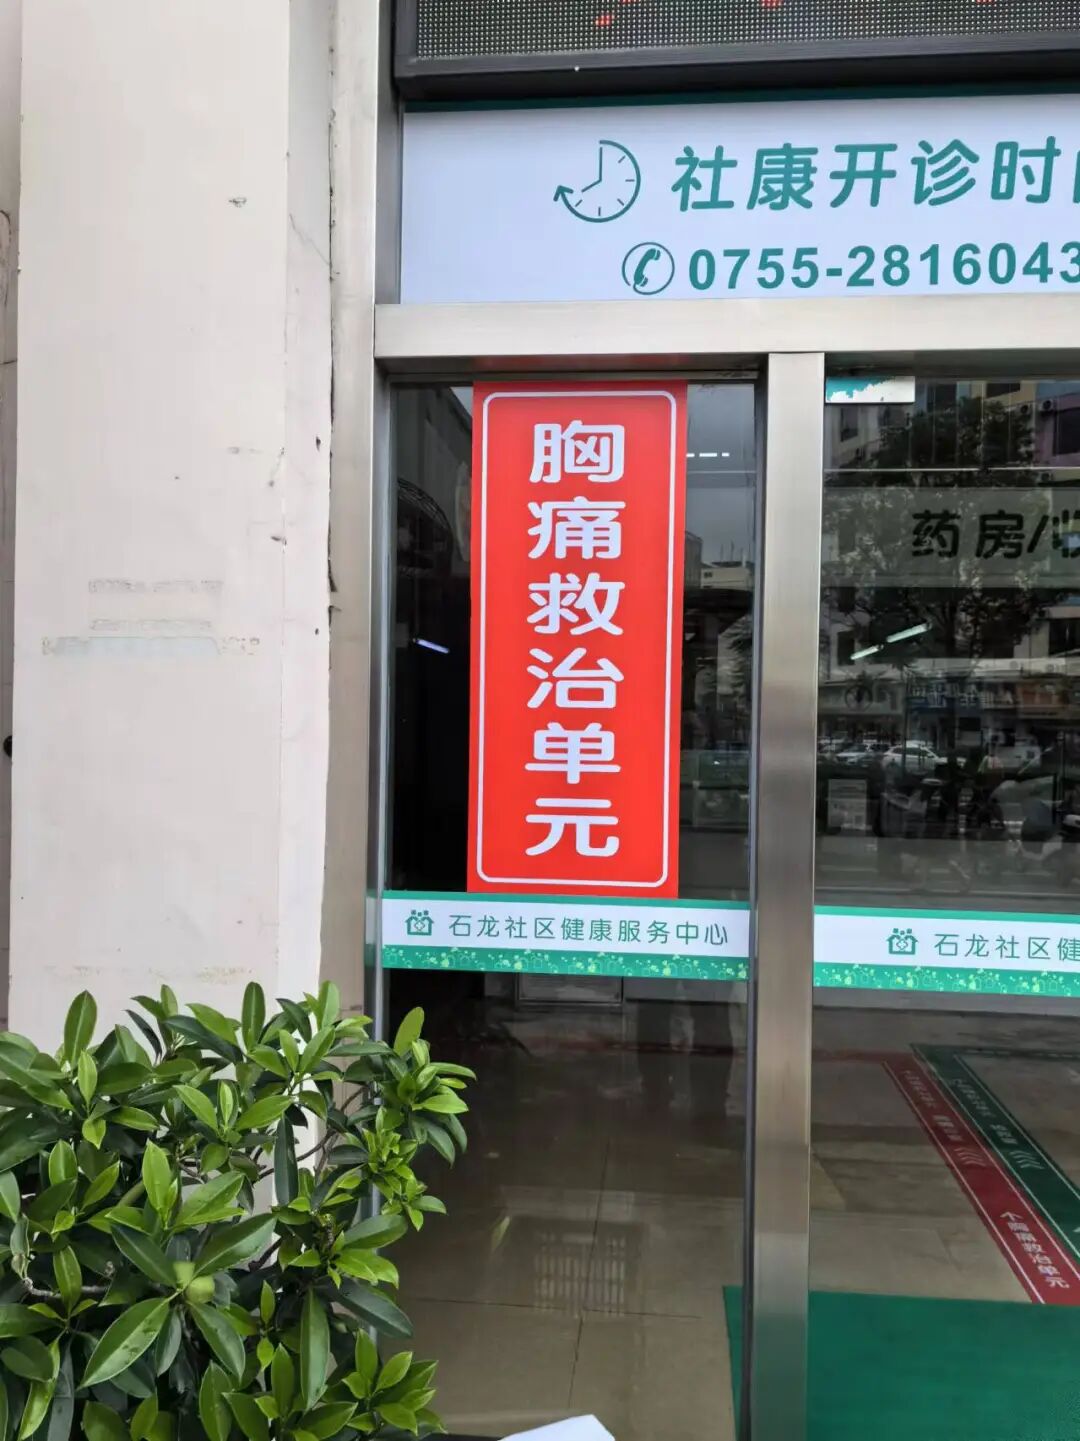 社康开诊时
0755-2816043
胸痛救治单元
药房/
石龙社区健康服务中心
石龙社区健
个胸痛救治单元